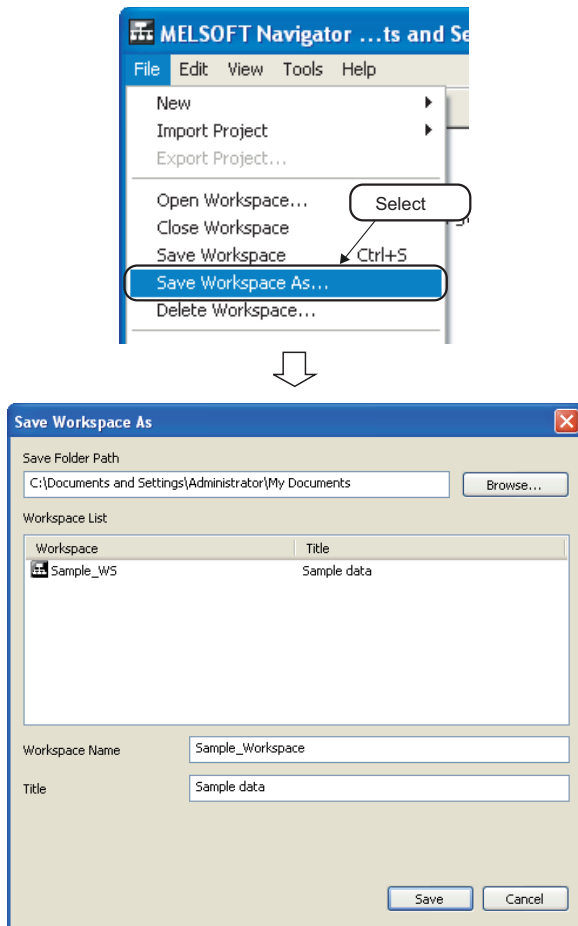 MELSOFT Navigator ...ts and Se
File Edit View Tools Help
New
Import Project
Export Project...
Open Workspace...
Select
Close Workspace
Save Workspace Ctrl+S
Save Workspace As...
Delete Workspace...
Save Workspace As
Save Folder Path
C:\Documents and Settings\Administrator\My Documents Browse...
Workspace List
Workspace Title
Sample_WS Sample data
Workspace Name Sample_Workspace
Title Sample data
Save Cancel